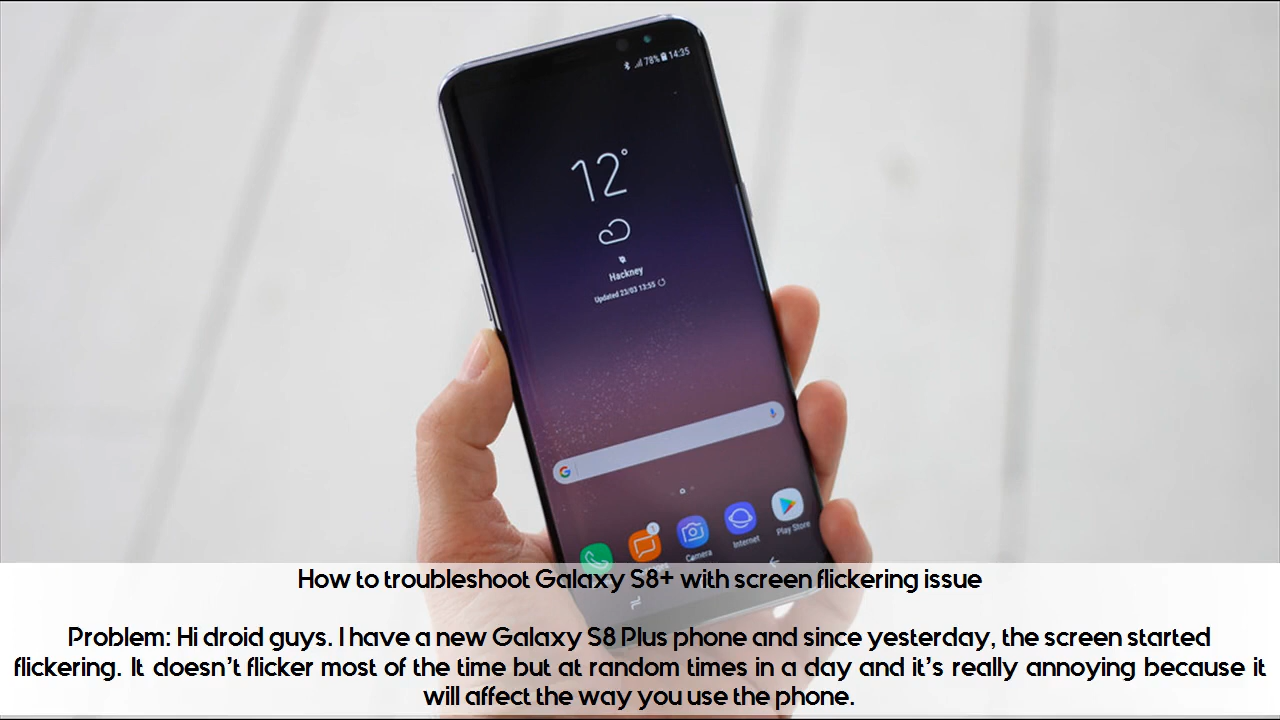 78% 14:35
12°
Hackney
Updated 23/03 13:55
G
1
Camera
Internet
Play Store
How to troubleshoot Galaxy S8+ with screen flickering issue
Problem: Hi droid guys. I have a new Galaxy S8 Plus phone and since yesterday, the screen started
flickering. It doesn't flicker most of the time but at random times in a day and it's really annoying because it
will affect the way you use the phone.